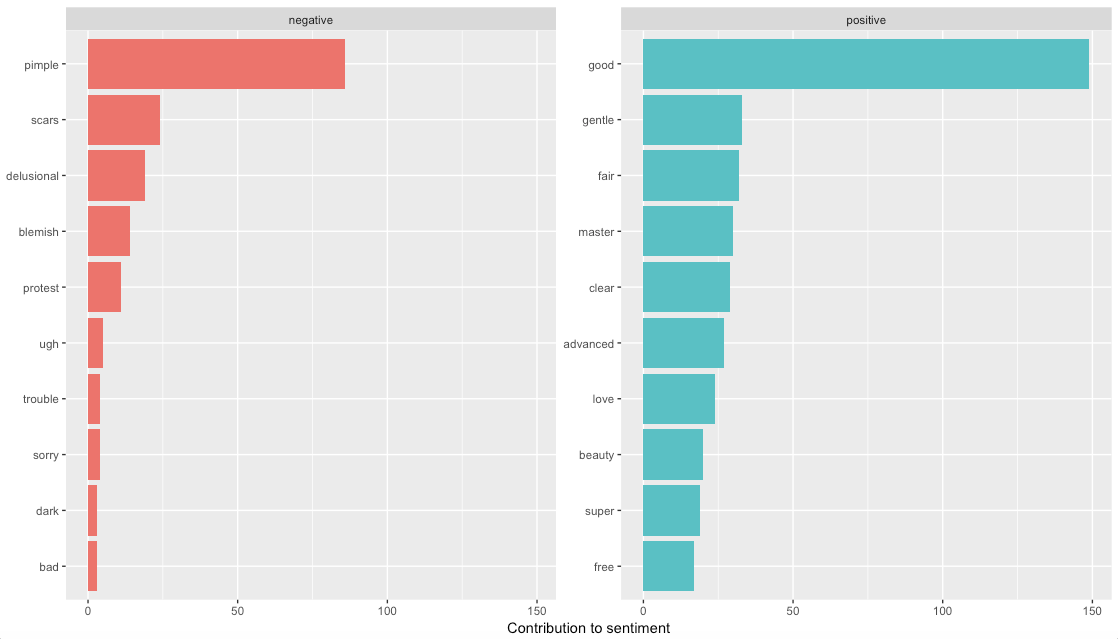 negative
pimple
scars
delusional
blemish
protest
ugh
trouble
sorry
dark
bad
0 50 100 150
positive
good
gentle
fair
master
clear
advanced
love
beauty
super
free
0 50 100 150
Contribution to sentiment